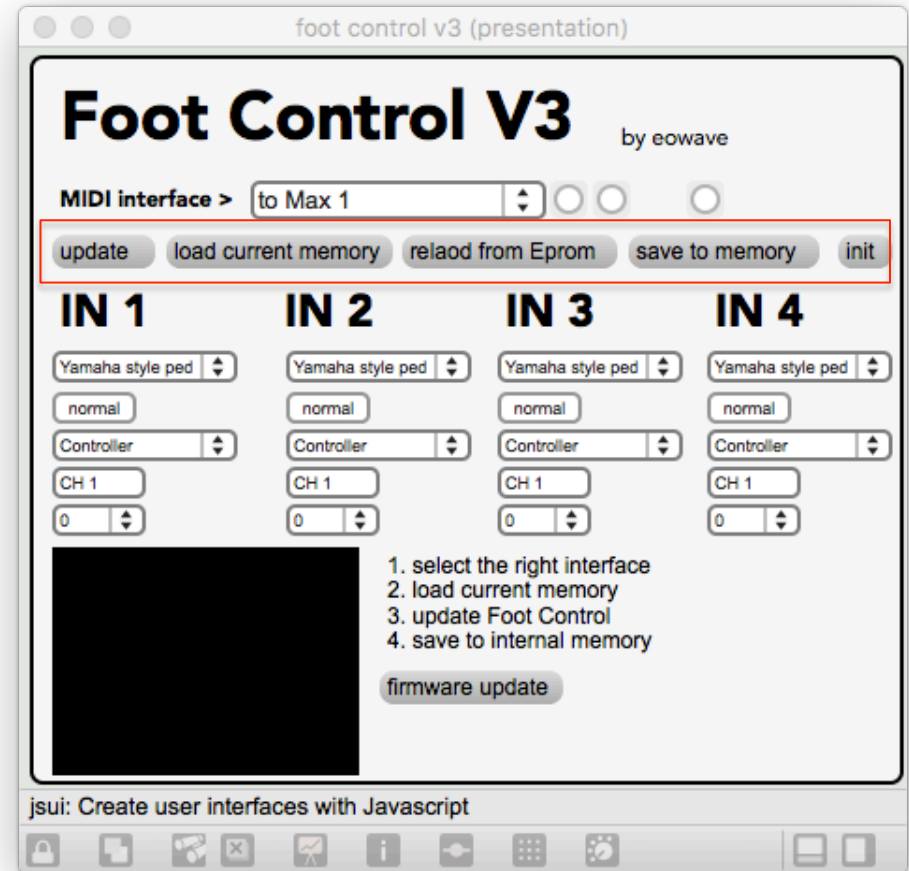 foot control v3 (presentation)
Foot Control V3 by eowave
MIDI interface > to Max 1
update load current memory relaod from Eprom save to memory init
IN 1 IN 2 IN 3 IN 4
Yamaha style ped Yamaha style ped Yamaha style ped Yamaha style ped
normal normal normal normal
Controller Controller Controller Controller
CH 1 CH 1 CH 1 CH 1
0 0 0 0
1. select the right interface
2. load current memory
3. update Foot Control
4. save to internal memory
firmware update
jsui: Create user interfaces with Javascript